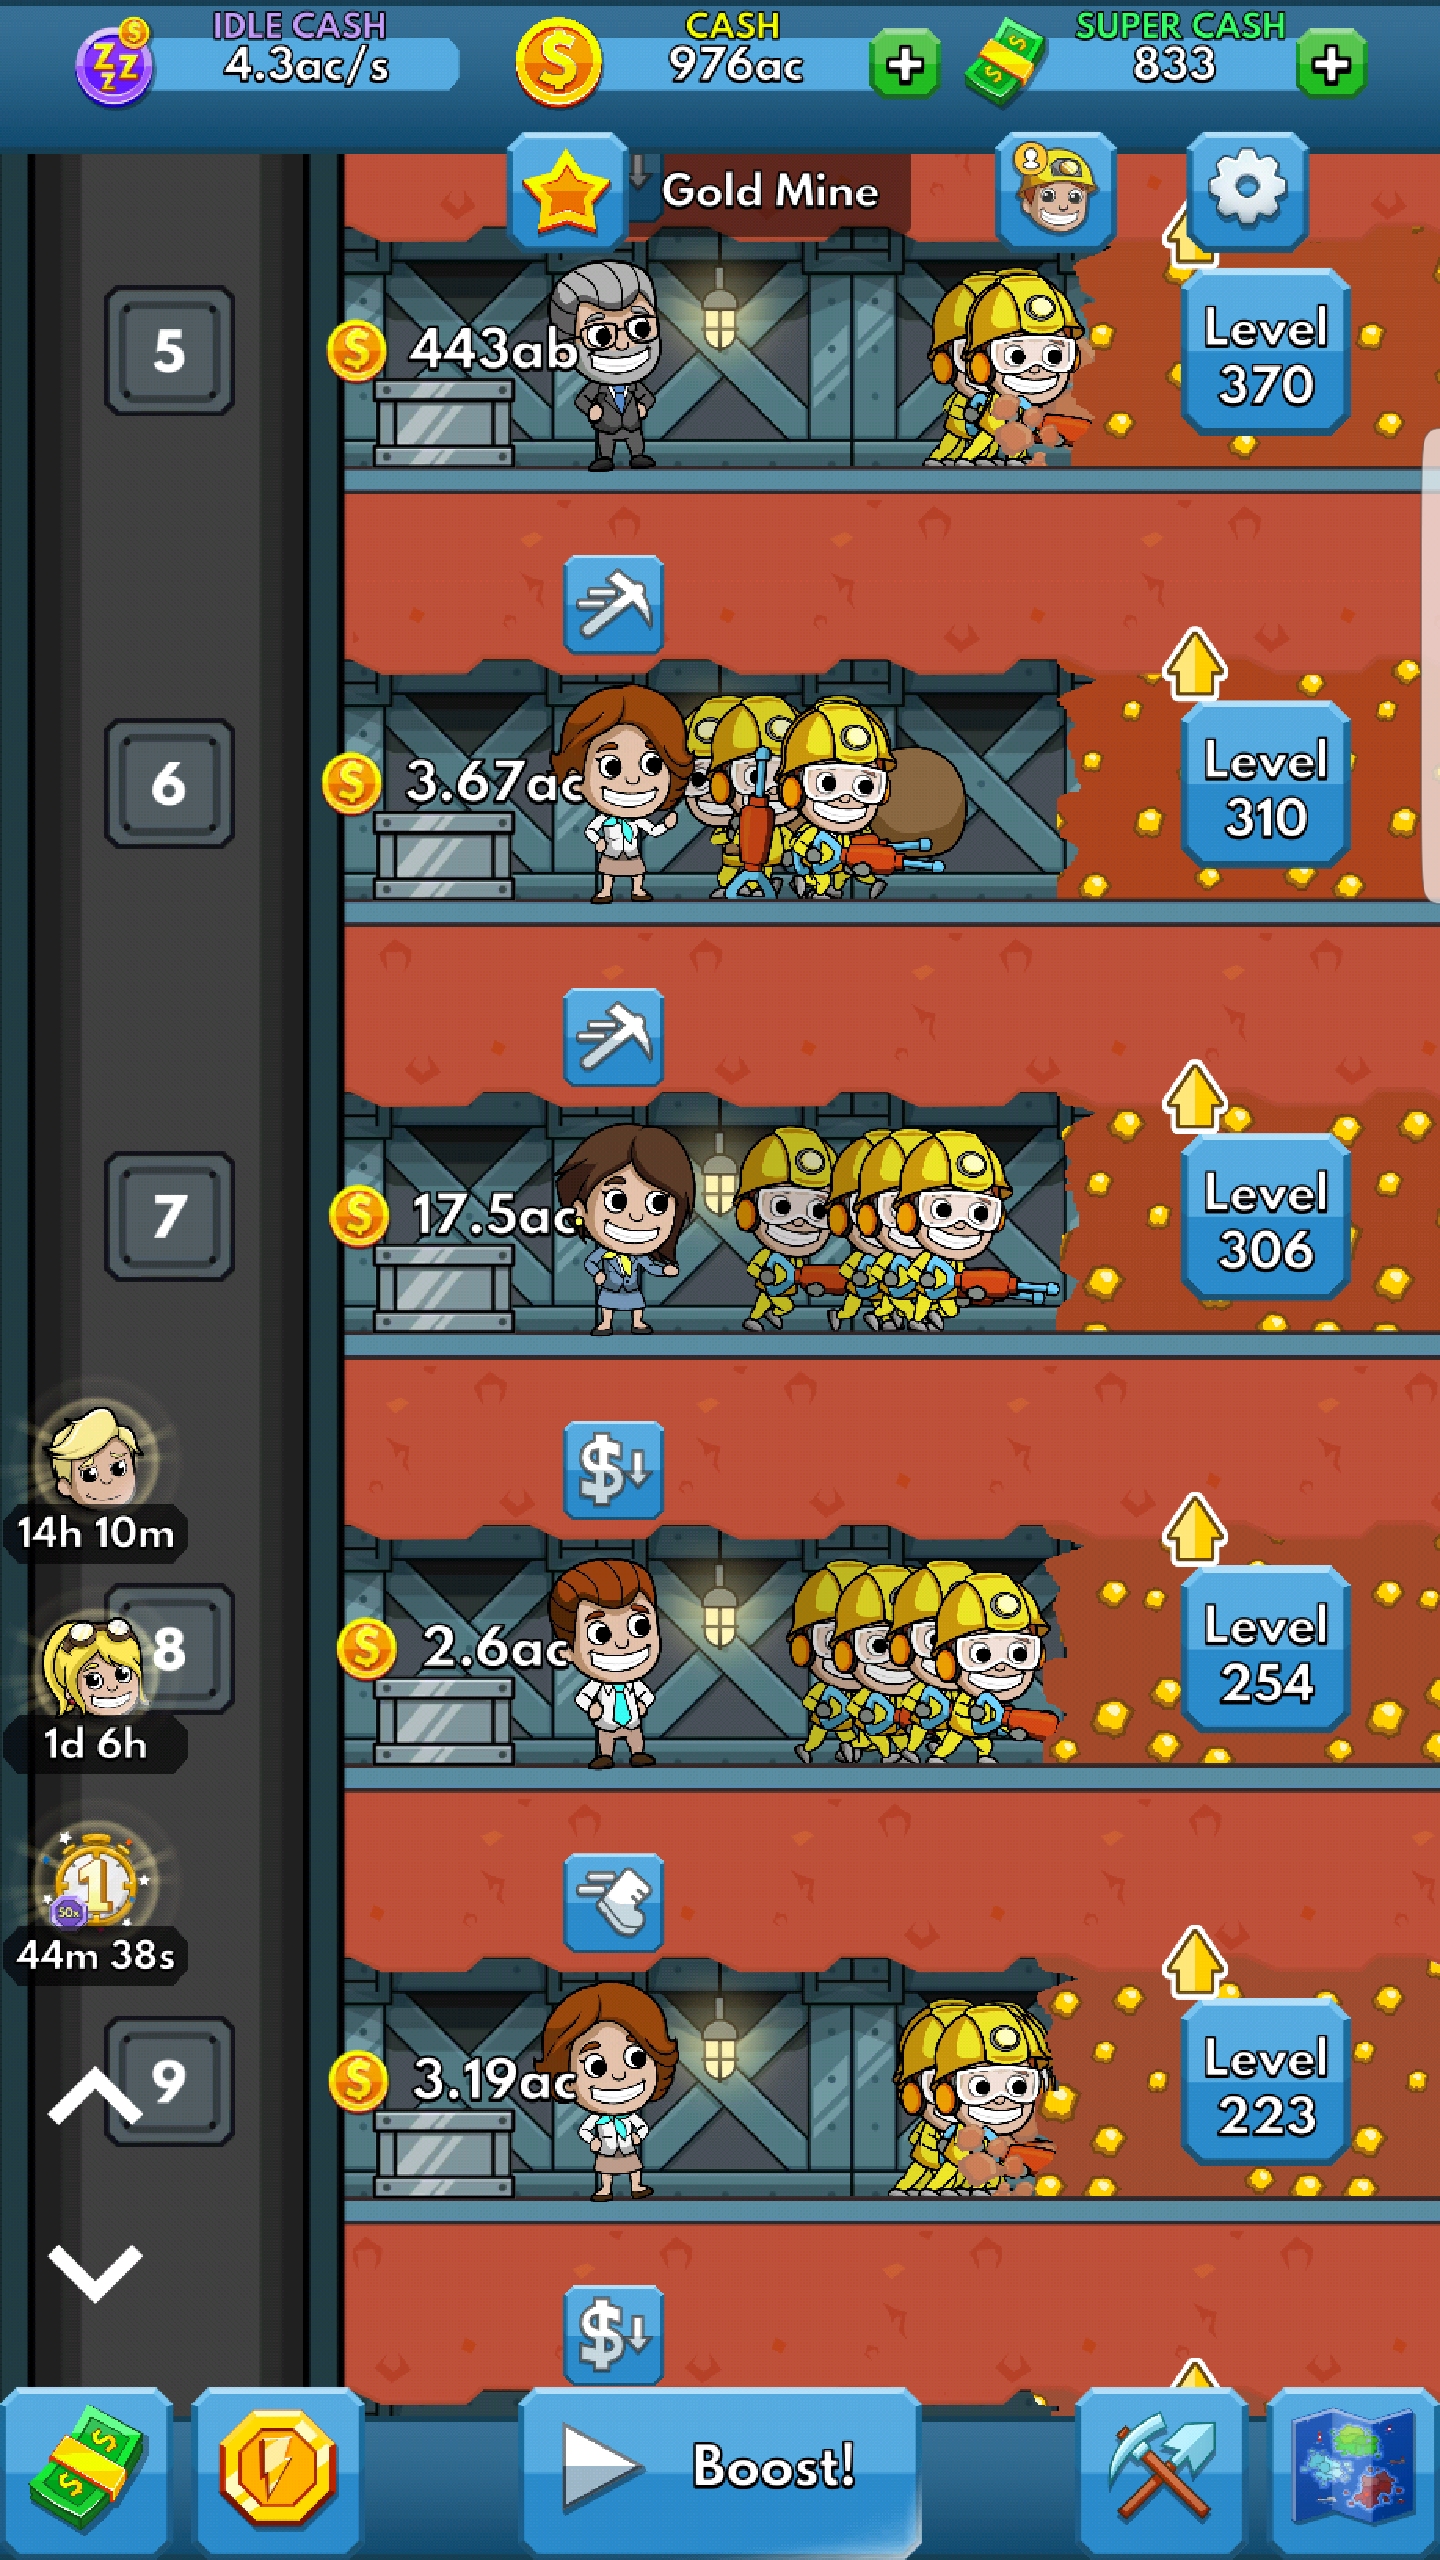 IDLE CASH
4.3ac/s
CASH
976ac
SUPER CASH
833
Gold Mine
5
443ab
Level
370
6
3.67ac
Level
310
7
17.5ac
Level
306
14h 10m
8
2.6ac
Level
254
1d 6h
1
50x
44m 38s
9
3.19ac
Level
223
Boost!